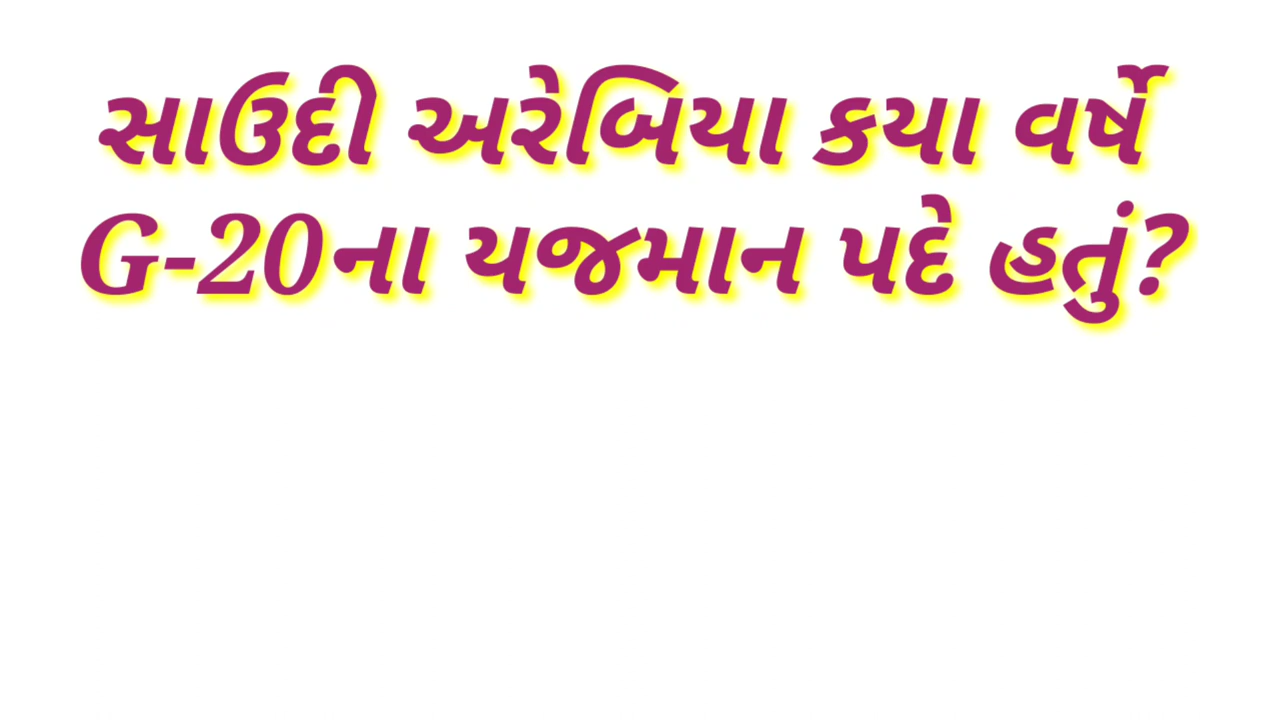 સાઉદી અરેબિયા કયા વર્ષે
G-20ના યજમાન પદે હતું?